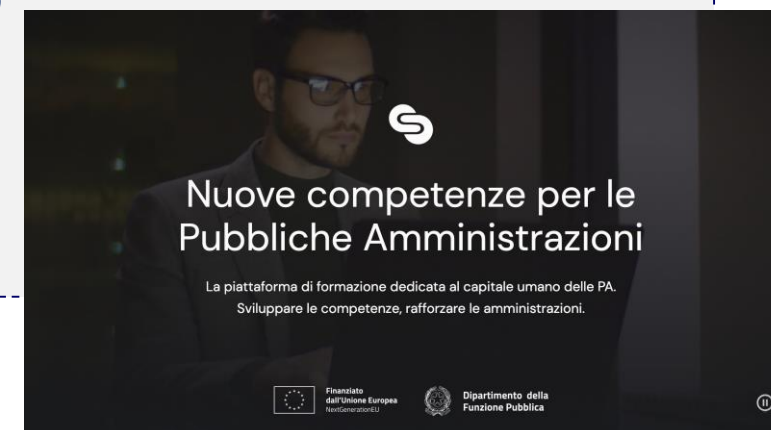 Nuove competenze per le
Pubbliche Amministrazioni
La piattaforma di formazione dedicata al capitale umano delle PA.
Sviluppare le competenze, rafforzare le amministrazioni.
Finanziato
dall'Unione Europea
NextGenerationEU
Dipartimento della
Funzione Pubblica